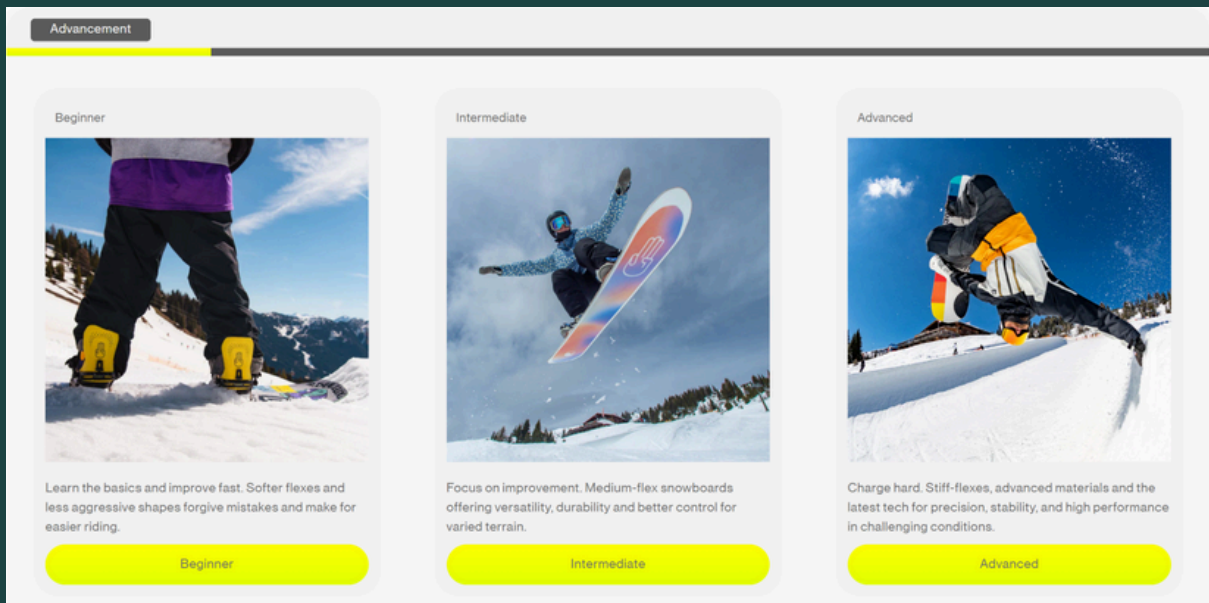 Advancement
Beginner
Learn the basics and improve fast. Softer flexes and
less aggressive shapes forgive mistakes and make for
easier riding.
Beginner
Intermediate
Focus on improvement. Medium-flex snowboards
offering versatility, durability and better control for
varied terrain.
Intermediate
Advanced
Charge hard. Stiff-flexes, advanced materials and the
latest tech for precision, stability, and high performance
in challenging conditions.
Advanced